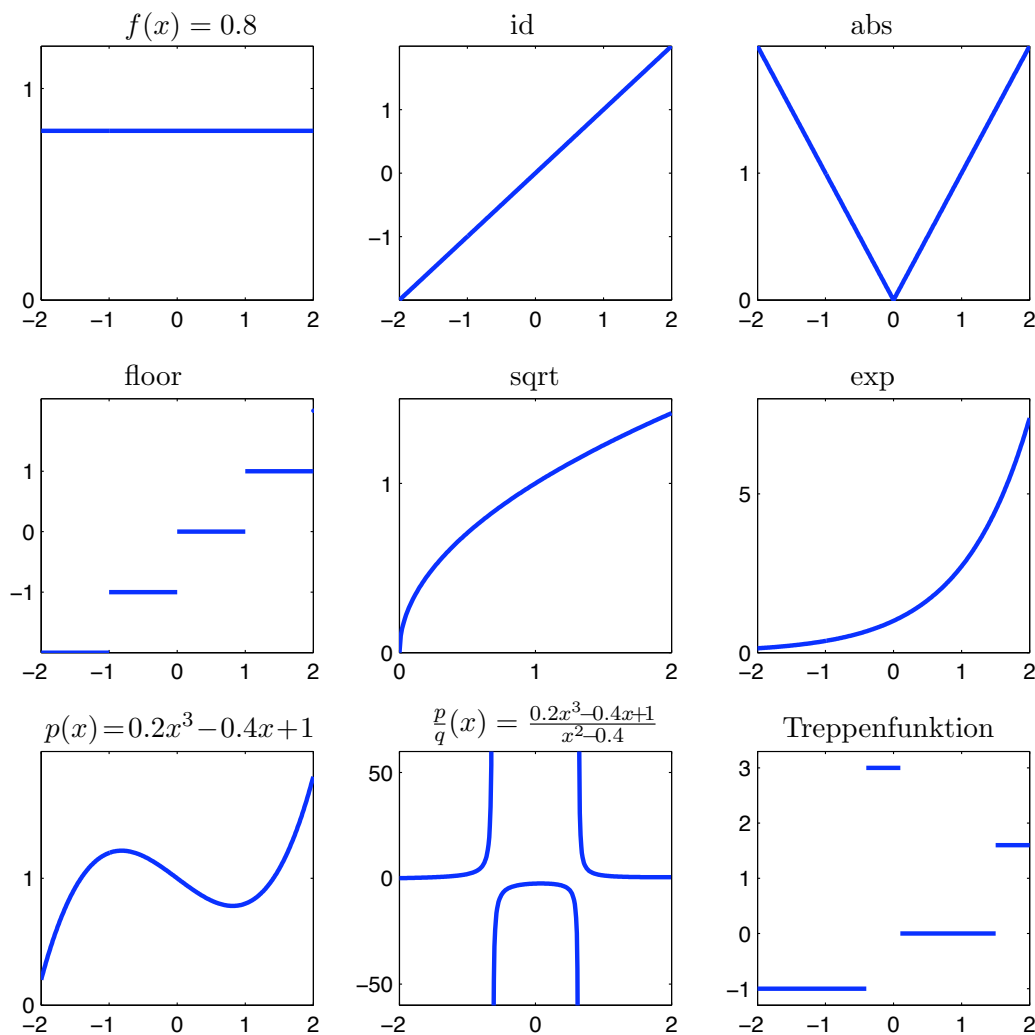 f(x) = 0.8
id
abs
1
0
−2 −1 0 1 2
1
0
−1
−2 −1 0 1 2
1
0
−2 −1 0 1 2
floor
sqrt
exp
1
0
−1
−2 −1 0 1 2
1
0
0 1 2
5
0
−2 −1 0 1 2
p(x)=0.2x³−0.4x+1
p/q(x) = 0.2x³−0.4x+1/x²−0.4
Treppenfunktion
1
0
−2 −1 0 1 2
50
0
−50
−2 −1 0 1 2
3
2
1
0
−1
−2 −1 0 1 2